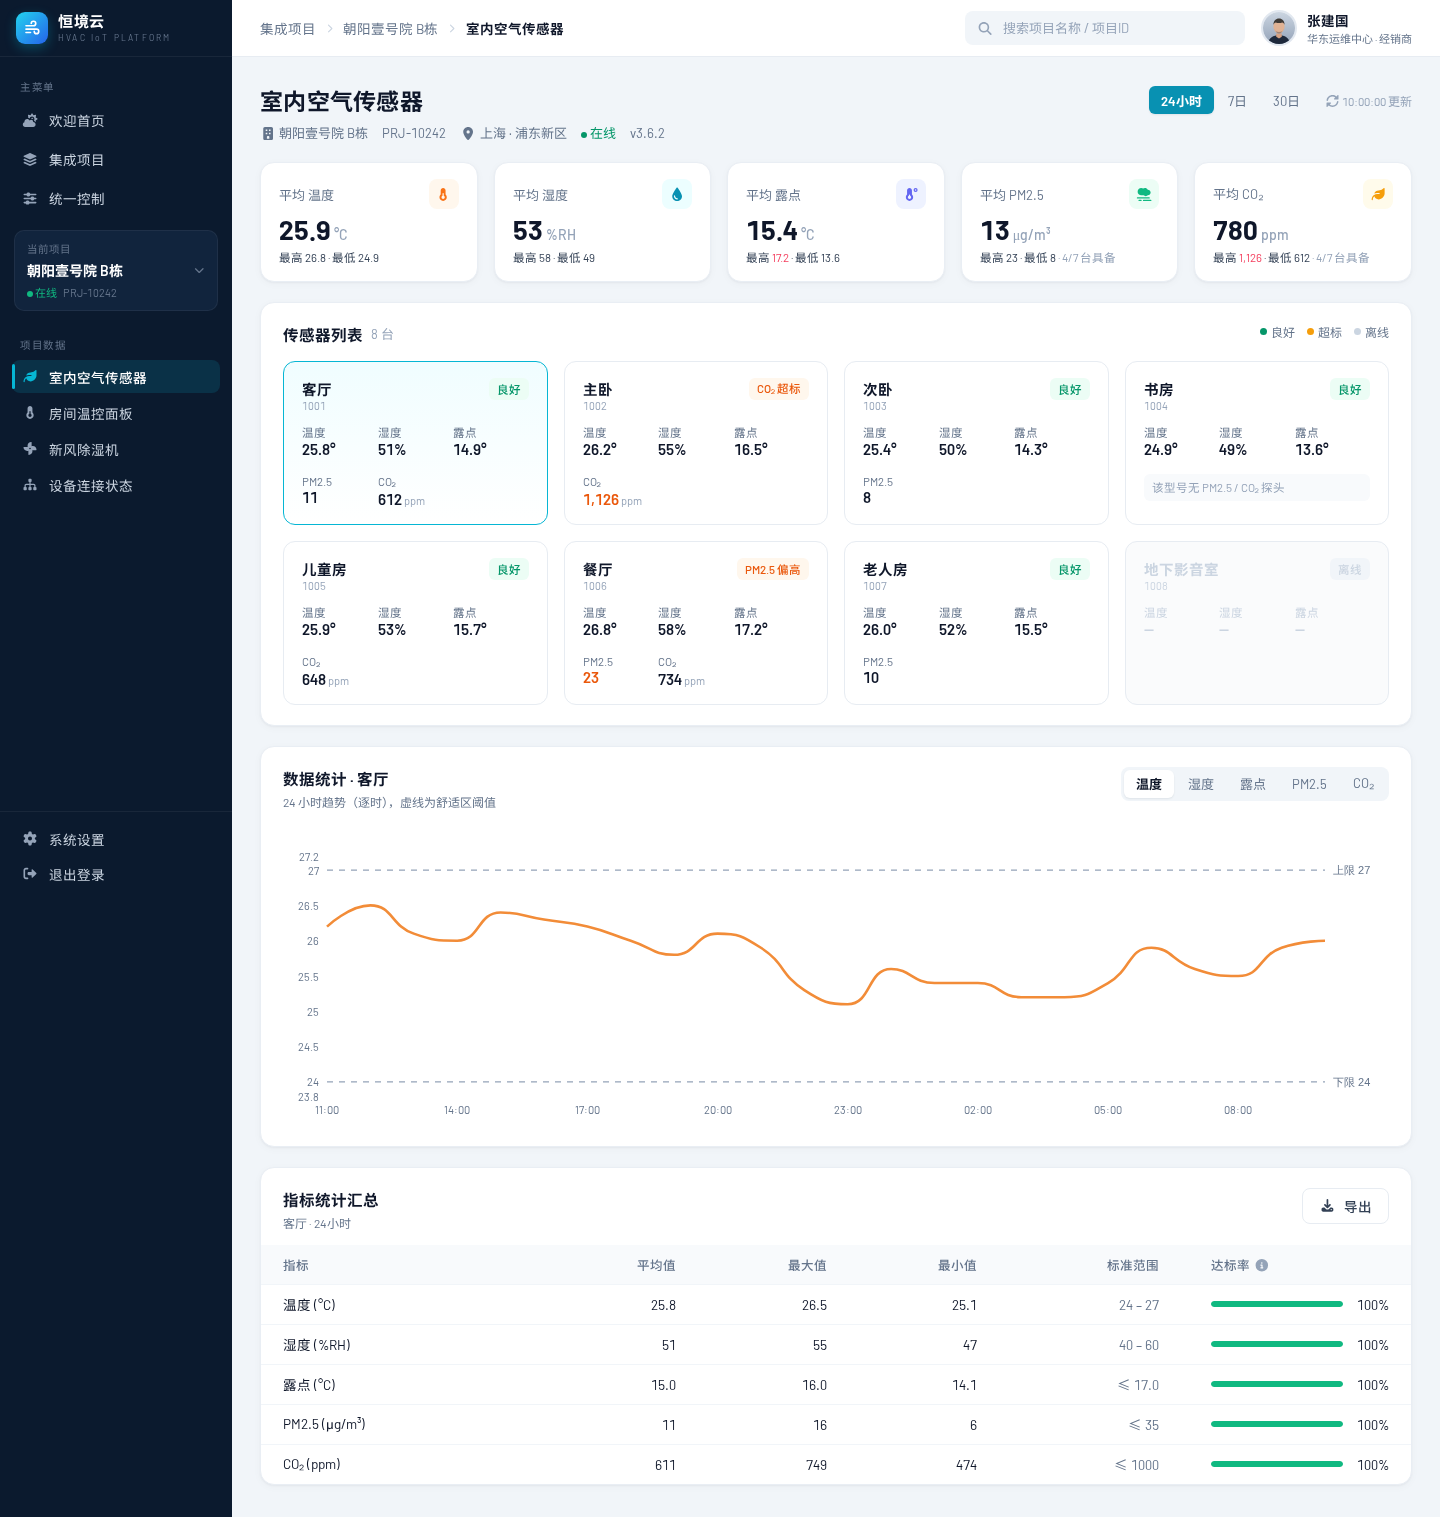 恒境云
HVAC IoT PLATFORM
主菜单
欢迎首页
集成项目
统一控制
当前项目
朝阳壹号院 B栋
在线 PRJ-10242
项目数据
室内空气传感器
房间温控面板
新风除湿机
设备连接状态
系统设置
退出登录
集成项目 朝阳壹号院 B栋 室内空气传感器
搜索项目名称 / 项目ID
张建国
华东运维中心 · 经销商
室内空气传感器
24小时 7日 30日 10:00:00 更新
朝阳壹号院 B栋 PRJ-10242 上海 · 浦东新区 在线 v3.6.2
平均 温度
25.9 °C
最高 26.8 · 最低 24.9
平均 湿度
53 %RH
最高 58 · 最低 49
平均 露点
15.4 °C
最高 17.2 · 最低 13.6
平均 PM2.5
13 μg/m³
最高 23 · 最低 8 · 4/7 台具备
平均 CO₂
780 ppm
最高 1,126 · 最低 612 · 4/7 台具备
传感器列表 8 台
良好 超标 离线
客厅 良好
1001
温度 湿度 露点
25.8° 51% 14.9°
PM2.5 CO₂
11 612 ppm
主卧 CO₂ 超标
1002
温度 湿度 露点
26.2° 55% 16.5°
CO₂
1,126 ppm
次卧 良好
1003
温度 湿度 露点
25.4° 50% 14.3°
PM2.5
8
书房 良好
1004
温度 湿度 露点
24.9° 49% 13.6°
该型号无 PM2.5 / CO₂ 探头
儿童房 良好
1005
温度 湿度 露点
25.9° 53% 15.7°
CO₂
648 ppm
餐厅 PM2.5 偏高
1006
温度 湿度 露点
26.8° 58% 17.2°
PM2.5 CO₂
23 734 ppm
老人房 良好
1007
温度 湿度 露点
26.0° 52% 15.5°
PM2.5
10
地下影音室 离线
1008
温度 湿度 露点
— — —
数据统计 · 客厅
24 小时趋势（逐时），虚线为舒适区阈值
温度 湿度 露点 PM2.5 CO₂
27.2
27
26.5
26
25.5
25
24.5
24
23.8
上限 27
下限 24
11:00 14:00 17:00 20:00 23:00 02:00 05:00 08:00
指标统计汇总
客厅 · 24小时
导出
指标 平均值 最大值 最小值 标准范围 达标率
温度 (°C) 25.8 26.5 25.1 24 – 27 100%
湿度 (%RH) 51 55 47 40 – 60 100%
露点 (°C) 15.0 16.0 14.1 ≤ 17.0 100%
PM2.5 (μg/m³) 11 16 6 ≤ 35 100%
CO₂ (ppm) 611 749 474 ≤ 1000 100%